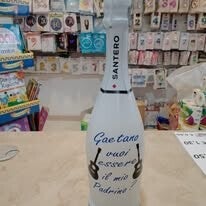 SANTERO
Gaetano
vuoi
essere
il mio
Padrino?